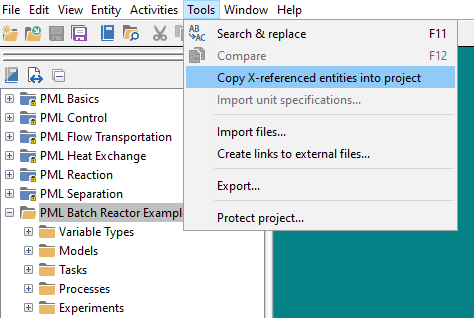 File Edit View Entity Activities Tools Window Help
AB
AC
Search & replace F11
Compare F12
Copy X-referenced entities into project
Import unit specifications...
Import files...
Create links to external files...
Export...
Protect project...
PML Basics
PML Control
PML Flow Transportation
PML Heat Exchange
PML Reaction
PML Separation
PML Batch Reactor Exampl
Variable Types
Models
Tasks
Processes
Experiments